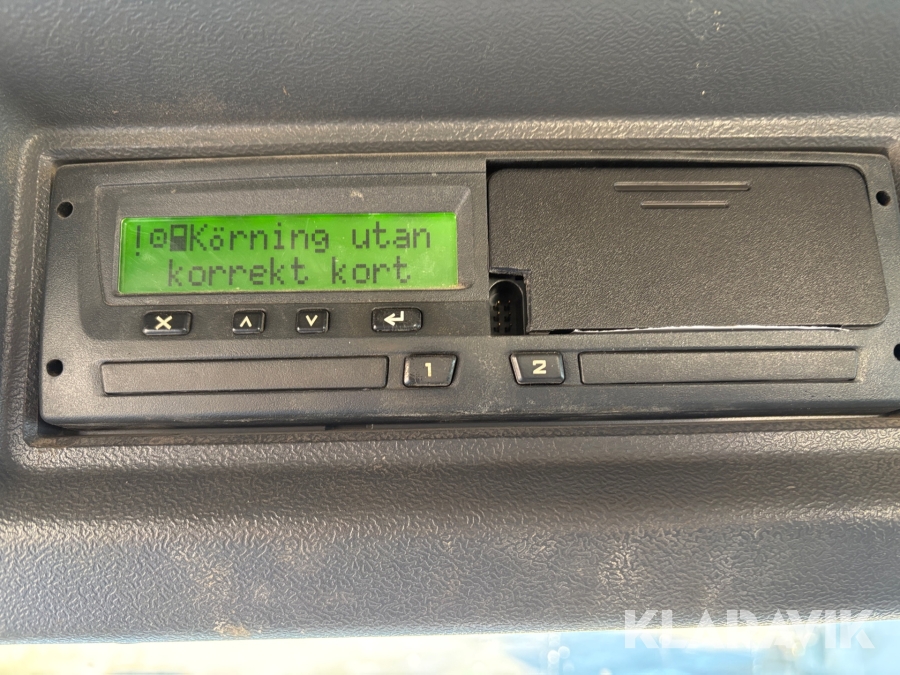 !Körning utan
korrekt kort
1
2
KLARAVIK